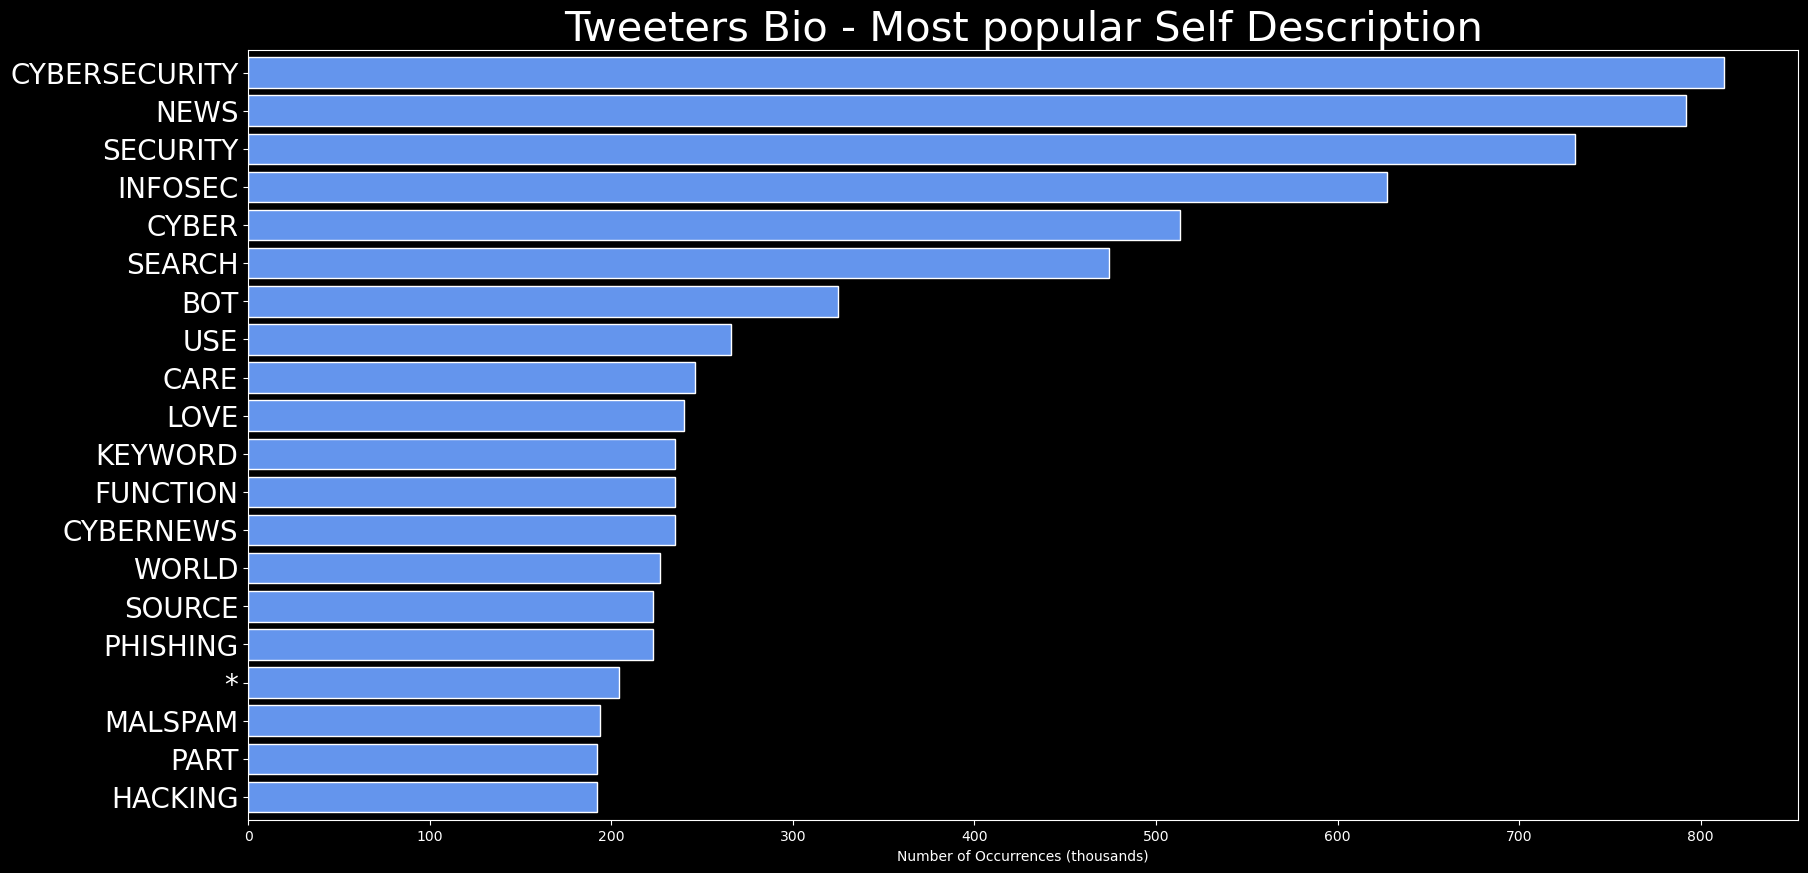 Tweeters Bio - Most popular Self Description
CYBERSECURITY
NEWS
SECURITY
INFOSEC
CYBER
SEARCH
BOT
USE
CARE
LOVE
KEYWORD
FUNCTION
CYBERNEWS
WORLD
SOURCE
PHISHING
*
MALSPAM
PART
HACKING
0 100 200 300 400 500 600 700 800
Number of Occurrences (thousands)